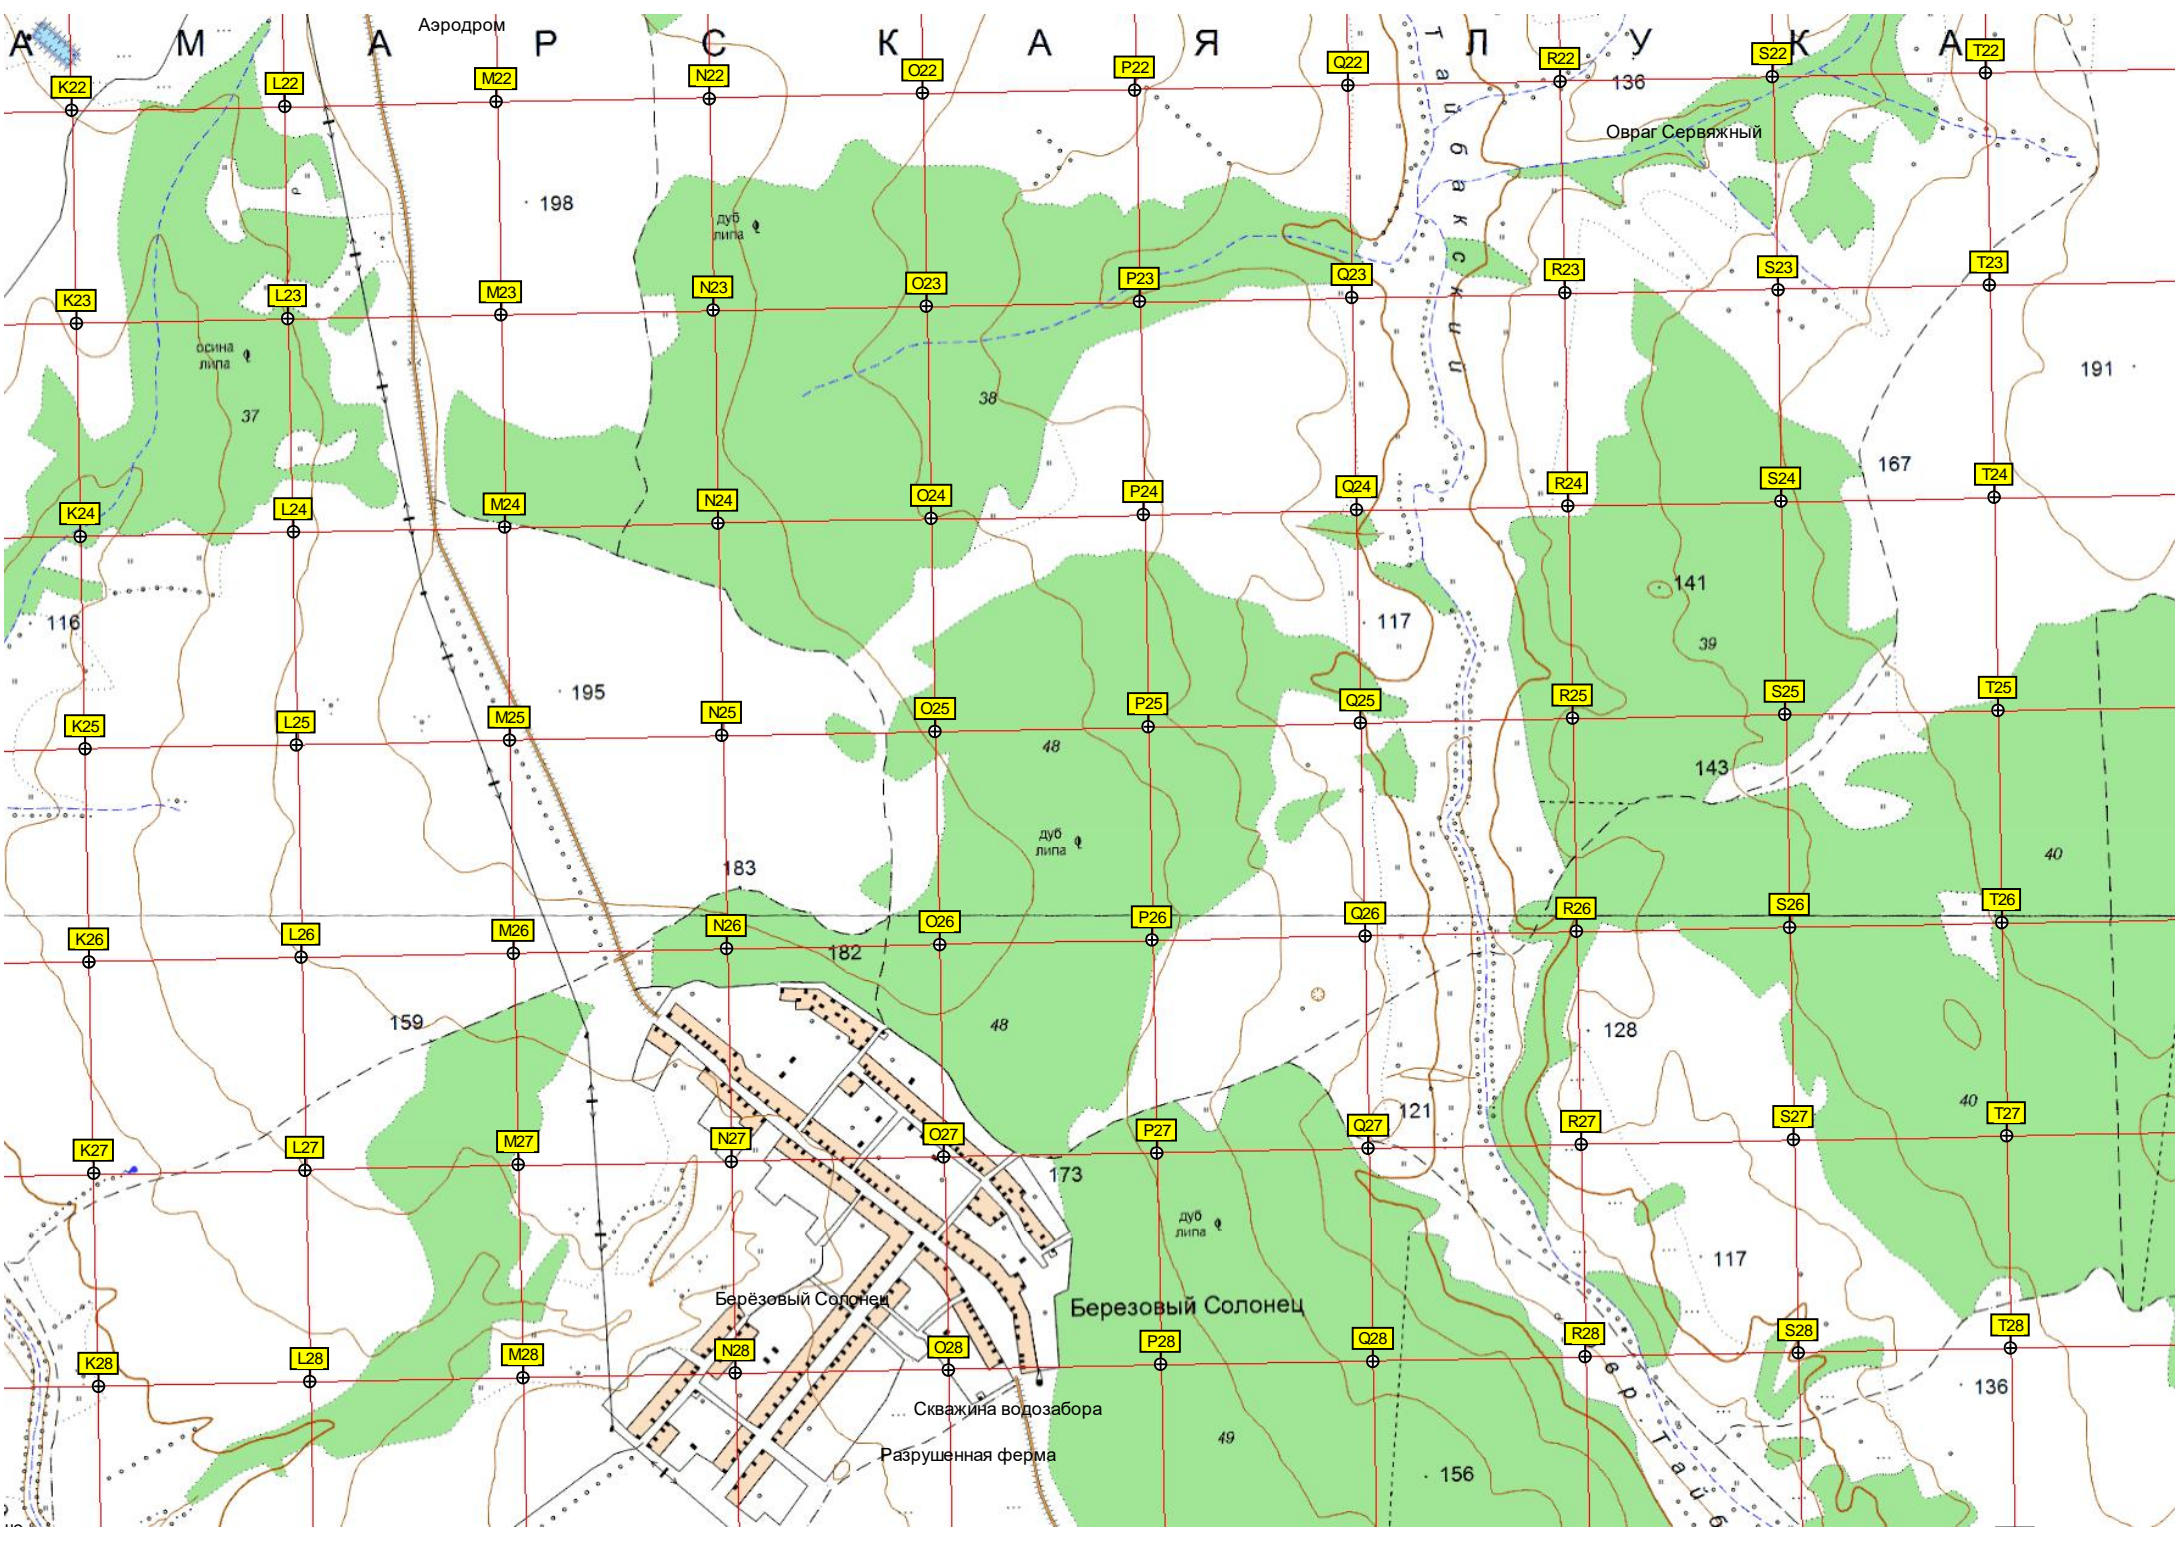 Аэродром
А М А Р С К А Я Л У К А
K22 L22 M22 N22 O22 P22 Q22 R22 S22 T22
136
Овраг Сервяжный
Тайбакский
198
дуб
липа
K23 L23 M23 N23 O23 P23 Q23 R23 S23 T23
осина
липа
191
37
38
167
K24 L24 M24 N24 O24 P24 Q24 R24 S24 T24
141
116
117
39
195
K25 L25 M25 N25 O25 P25 Q25 R25 S25 T25
48
143
дуб
липа
40
183
K26 L26 M26 N26 O26 P26 Q26 R26 S26 T26
182
159
48
128
121
40
K27 L27 M27 N27 O27 P27 Q27 R27 S27 T27
173
дуб
липа
117
Берёзовый Солонец
Березовый Солонец
K28 L28 M28 N28 O28 P28 Q28 R28 S28 T28
136
Скважина водозабора
49
Разрушенная ферма
156
вр. Тайб